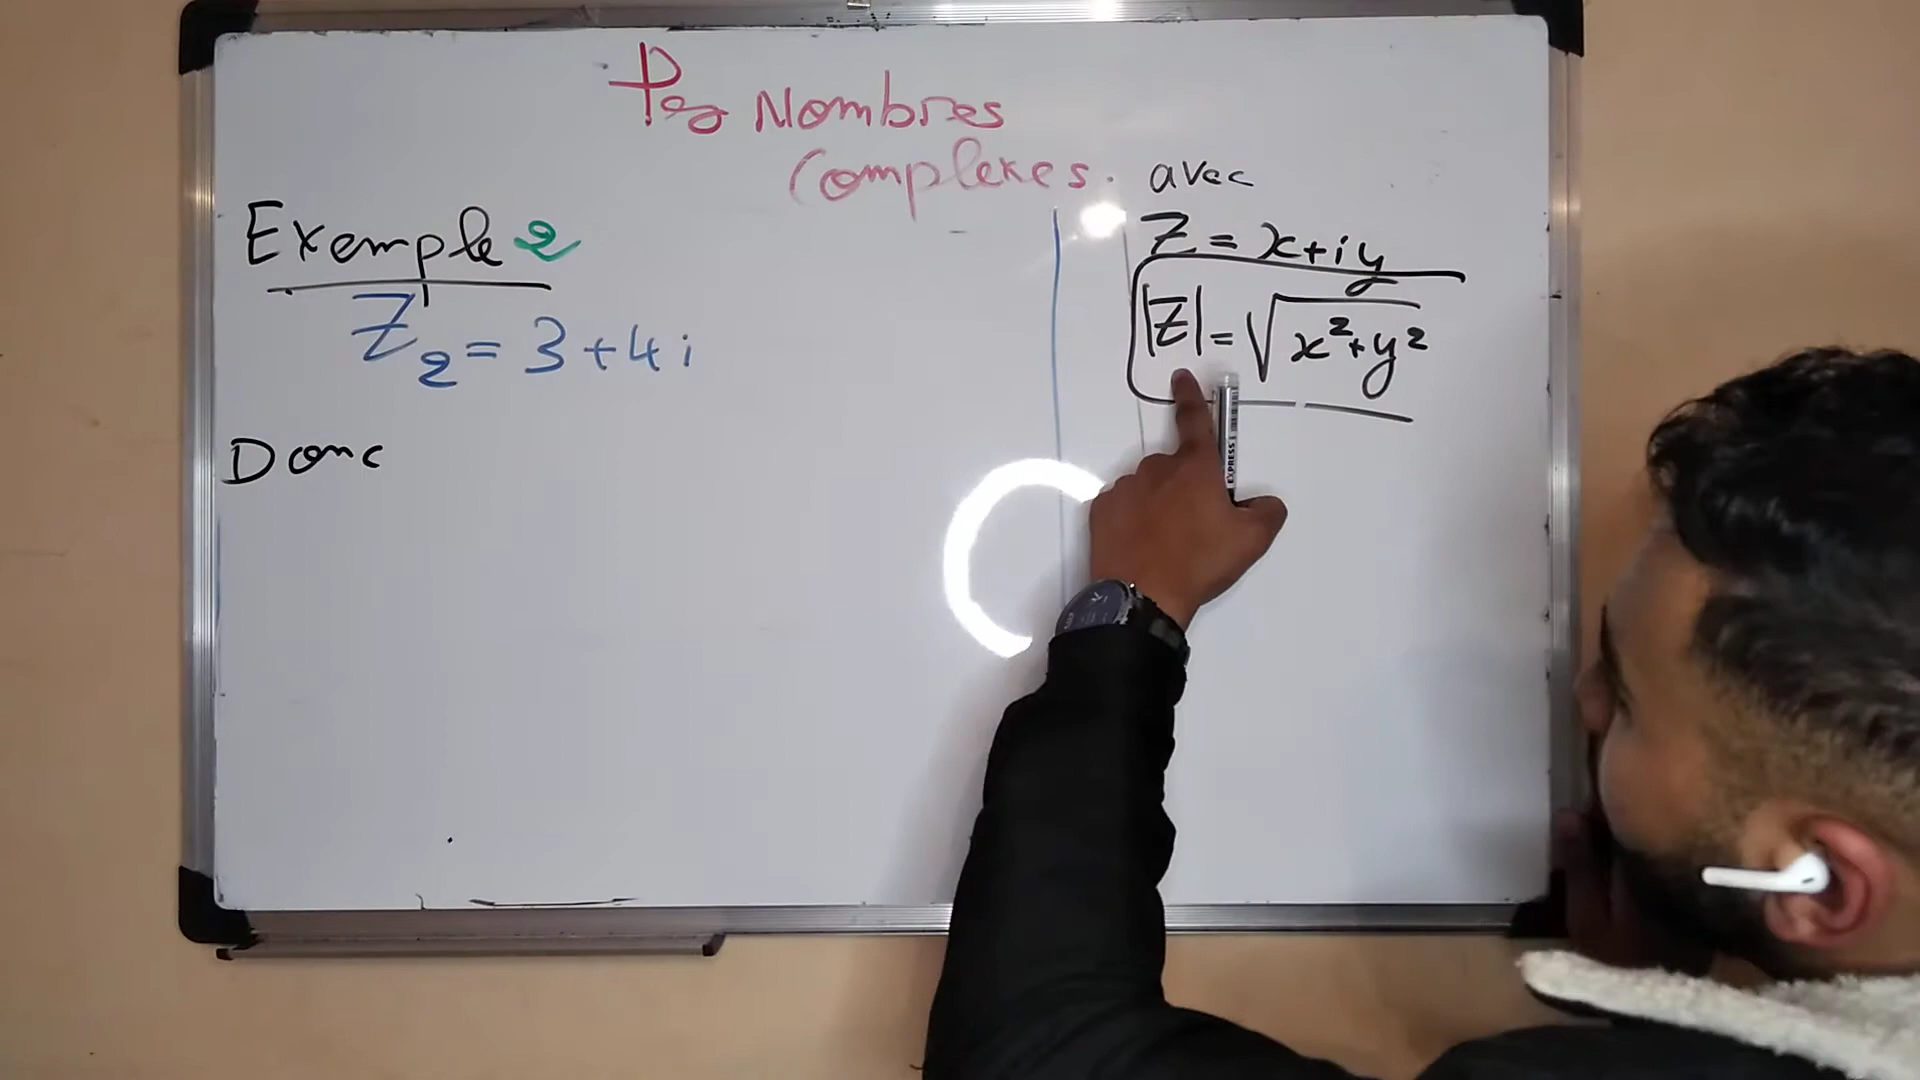 Les Nombres
Complexes.
Exemple 2
Z₂ = 3 + 4i
Donc
avec
Z = x + iy
|Z| = √x² + y²
EXPRESS